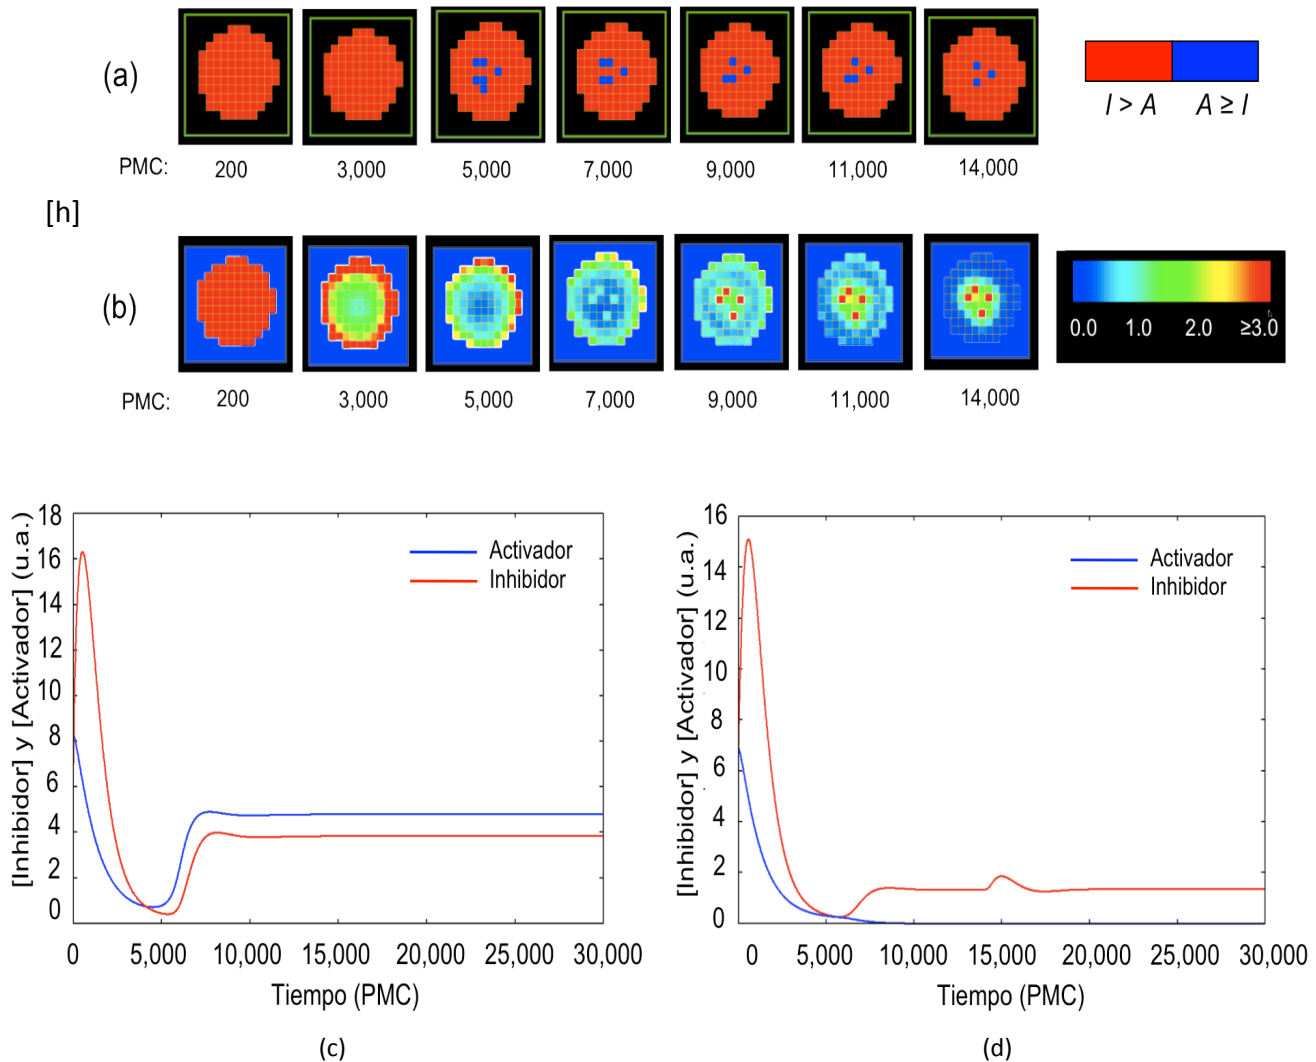 (a)
I > A A ≥ I
PMC: 200 3,000 5,000 7,000 9,000 11,000 14,000
[h]
(b)
0.0 1.0 2.0 ≥3.0
PMC: 200 3,000 5,000 7,000 9,000 11,000 14,000
[Inhibidor] y [Activador] (u.a.)
18
16
14
12
10
8
6
4
2
0
Activador
Inhibidor
0 5,000 10,000 15,000 20,000 25,000 30,000
Tiempo (PMC)
(c)
[Inhibidor] y [Activador] (u.a.)
16
14
12
10
8
6
4
2
0
Activador
Inhibidor
0 5,000 10,000 15,000 20,000 25,000 30,000
Tiempo (PMC)
(d)